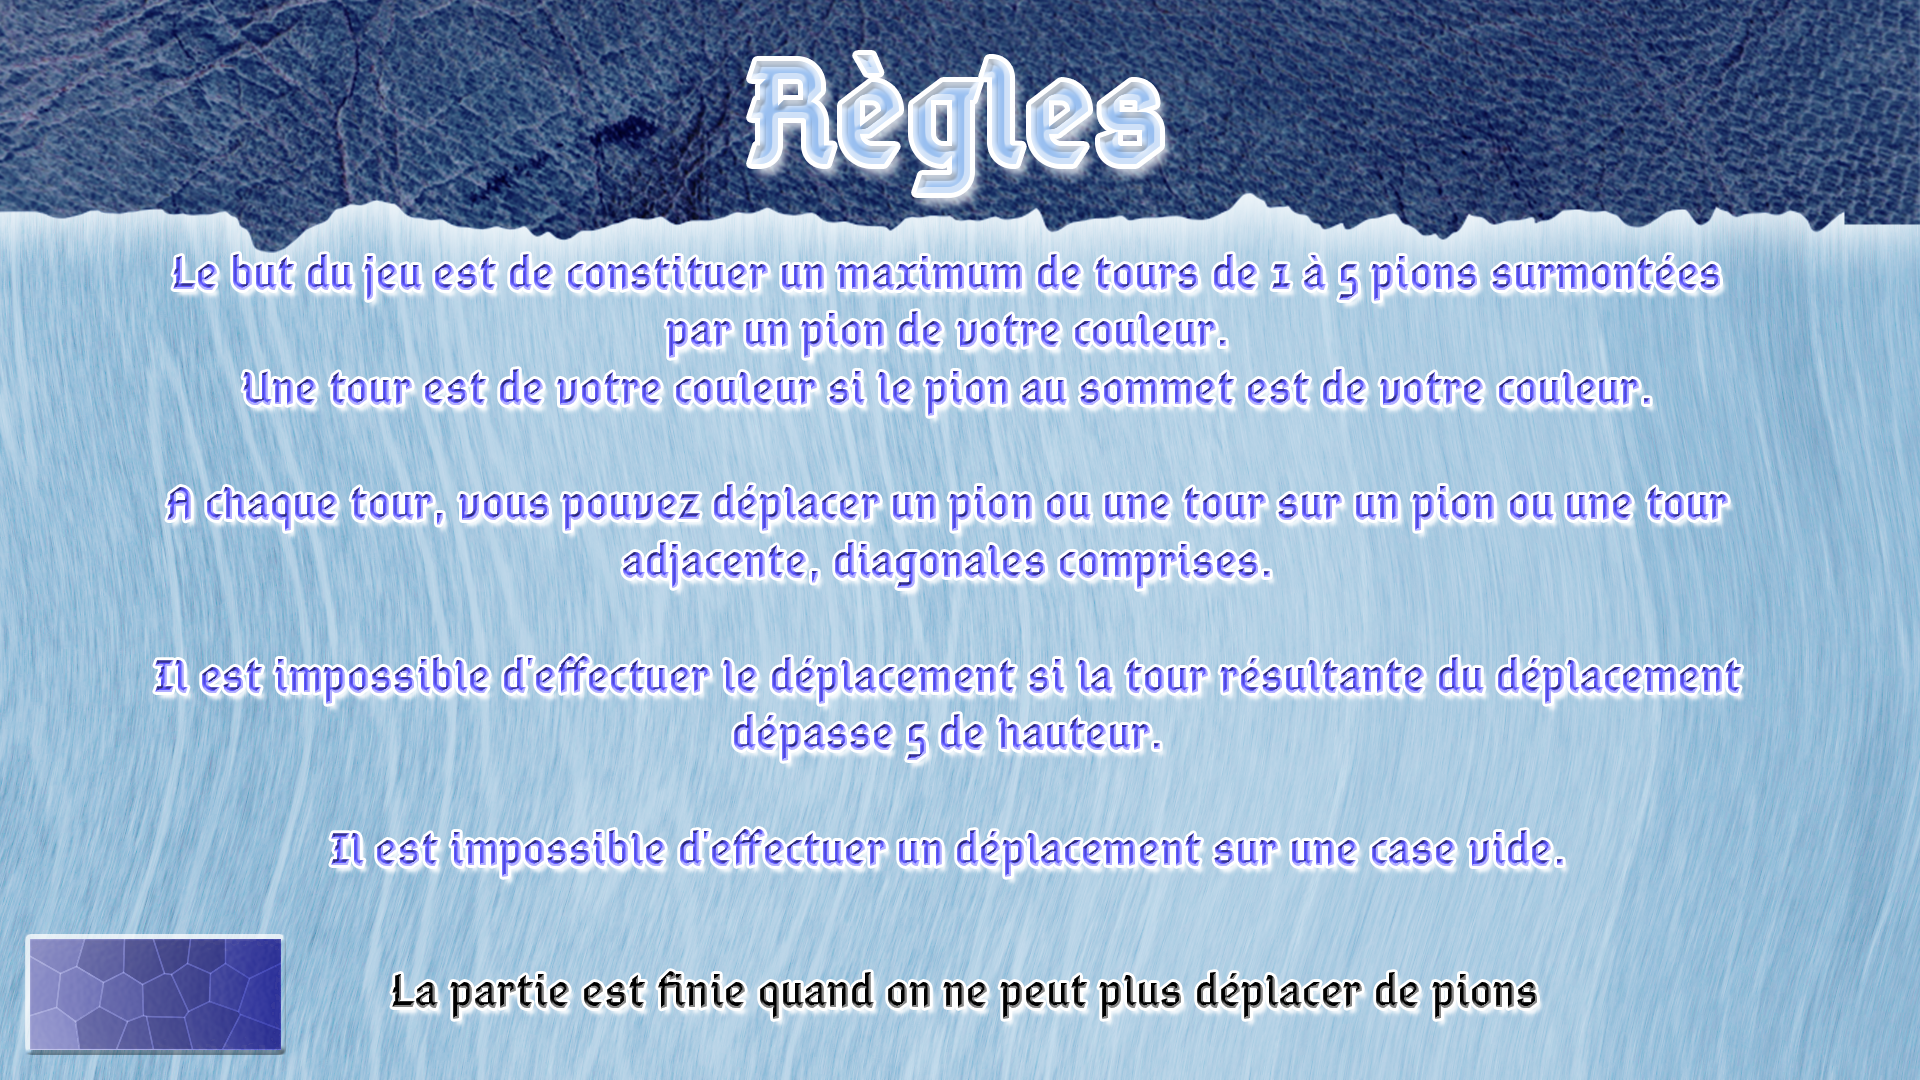 Règles
Le but du jeu est de constituer un maximum de tours de 1 à 5 pions surmontées
par un pion de votre couleur.
Une tour est de votre couleur si le pion au sommet est de votre couleur.
A chaque tour, vous pouvez déplacer un pion ou une tour sur un pion ou une tour
adjacente, diagonales comprises.
Il est impossible d'effectuer le déplacement si la tour résultante du déplacement
dépasse 5 de hauteur.
Il est impossible d'effectuer un déplacement sur une case vide.
La partie est finie quand on ne peut plus déplacer de pions